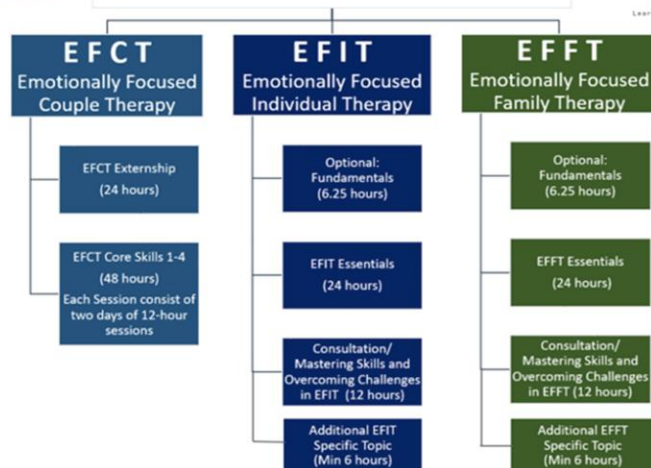 EFCT
Emotionally Focused
Couple Therapy
EFCT Externship
(24 hours)
EFCT Core Skills 1-4
(48 hours)
Each Session consist of
two days of 12-hour
sessions
EFIT
Emotionally Focused
Individual Therapy
Optional:
Fundamentals
(6.25 hours)
EFIT Essentials
(24 hours)
Consultation/
Mastering Skills and
Overcoming Challenges
in EFIT (12 hours)
Additional EFIT
Specific Topic
(Min 6 hours)
EFFT
Emotionally Focused
Family Therapy
Optional:
Fundamentals
(6.25 hours)
EFFT Essentials
(24 hours)
Consultation/
Mastering Skills and
Overcoming Challenges
in EFFT (12 hours)
Additional EFFT
Specific Topic
(Min 6 hours)